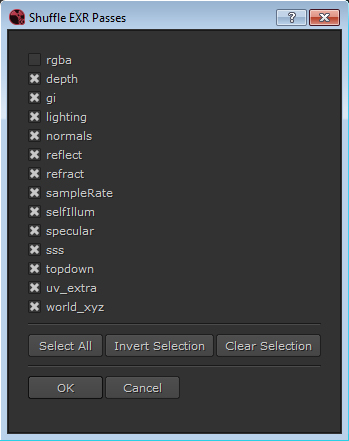 Shuffle EXR Passes
rgba
depth
gi
lighting
normals
reflect
refract
sampleRate
selfIllum
specular
sss
topdown
uv_extra
world_xyz
Select All Invert Selection Clear Selection
OK Cancel